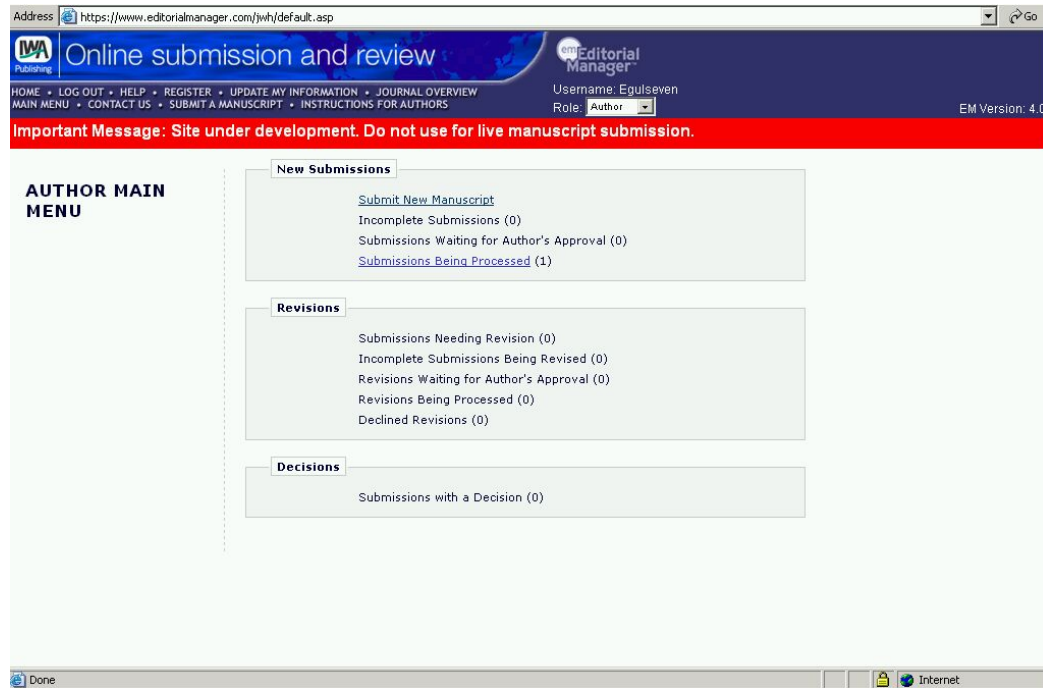 Address https://www.editorialmanager.com/jwh/default.asp Go
IWA Publishing Online submission and review
em Editorial Manager™
HOME • LOG OUT • HELP • REGISTER • UPDATE MY INFORMATION • JOURNAL OVERVIEW
MAIN MENU • CONTACT US • SUBMIT A MANUSCRIPT • INSTRUCTIONS FOR AUTHORS
Username: Egulseven
Role: Author
EM Version: 4.0
Important Message: Site under development. Do not use for live manuscript submission.
AUTHOR MAIN
MENU
New Submissions
Submit New Manuscript
Incomplete Submissions (0)
Submissions Waiting for Author's Approval (0)
Submissions Being Processed (1)
Revisions
Submissions Needing Revision (0)
Incomplete Submissions Being Revised (0)
Revisions Waiting for Author's Approval (0)
Revisions Being Processed (0)
Declined Revisions (0)
Decisions
Submissions with a Decision (0)
Done Internet